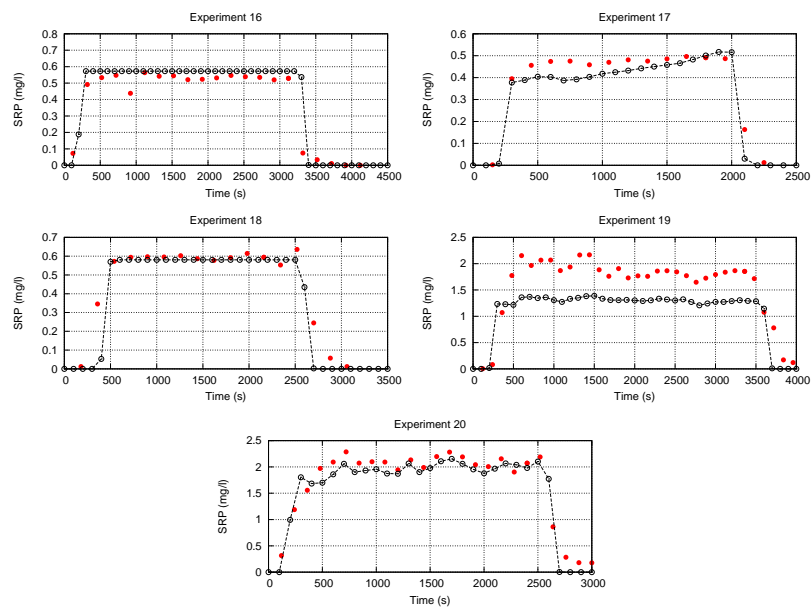 Experiment 16
0.8
0.7
0.6
0.5
0.4
0.3
0.2
0.1
0
SRP (mg/l)
0 500 1000 1500 2000 2500 3000 3500 4000 4500
Time (s)
Experiment 17
0.6
0.5
0.4
0.3
0.2
0.1
0
SRP (mg/l)
0 500 1000 1500 2000 2500
Time (s)
Experiment 18
0.7
0.6
0.5
0.4
0.3
0.2
0.1
0
SRP (mg/l)
0 500 1000 1500 2000 2500 3000 3500
Time (s)
Experiment 19
2.5
2
1.5
1
0.5
0
SRP (mg/l)
0 500 1000 1500 2000 2500 3000 3500 4000
Time (s)
Experiment 20
2.5
2
1.5
1
0.5
0
SRP (mg/l)
0 500 1000 1500 2000 2500 3000
Time (s)